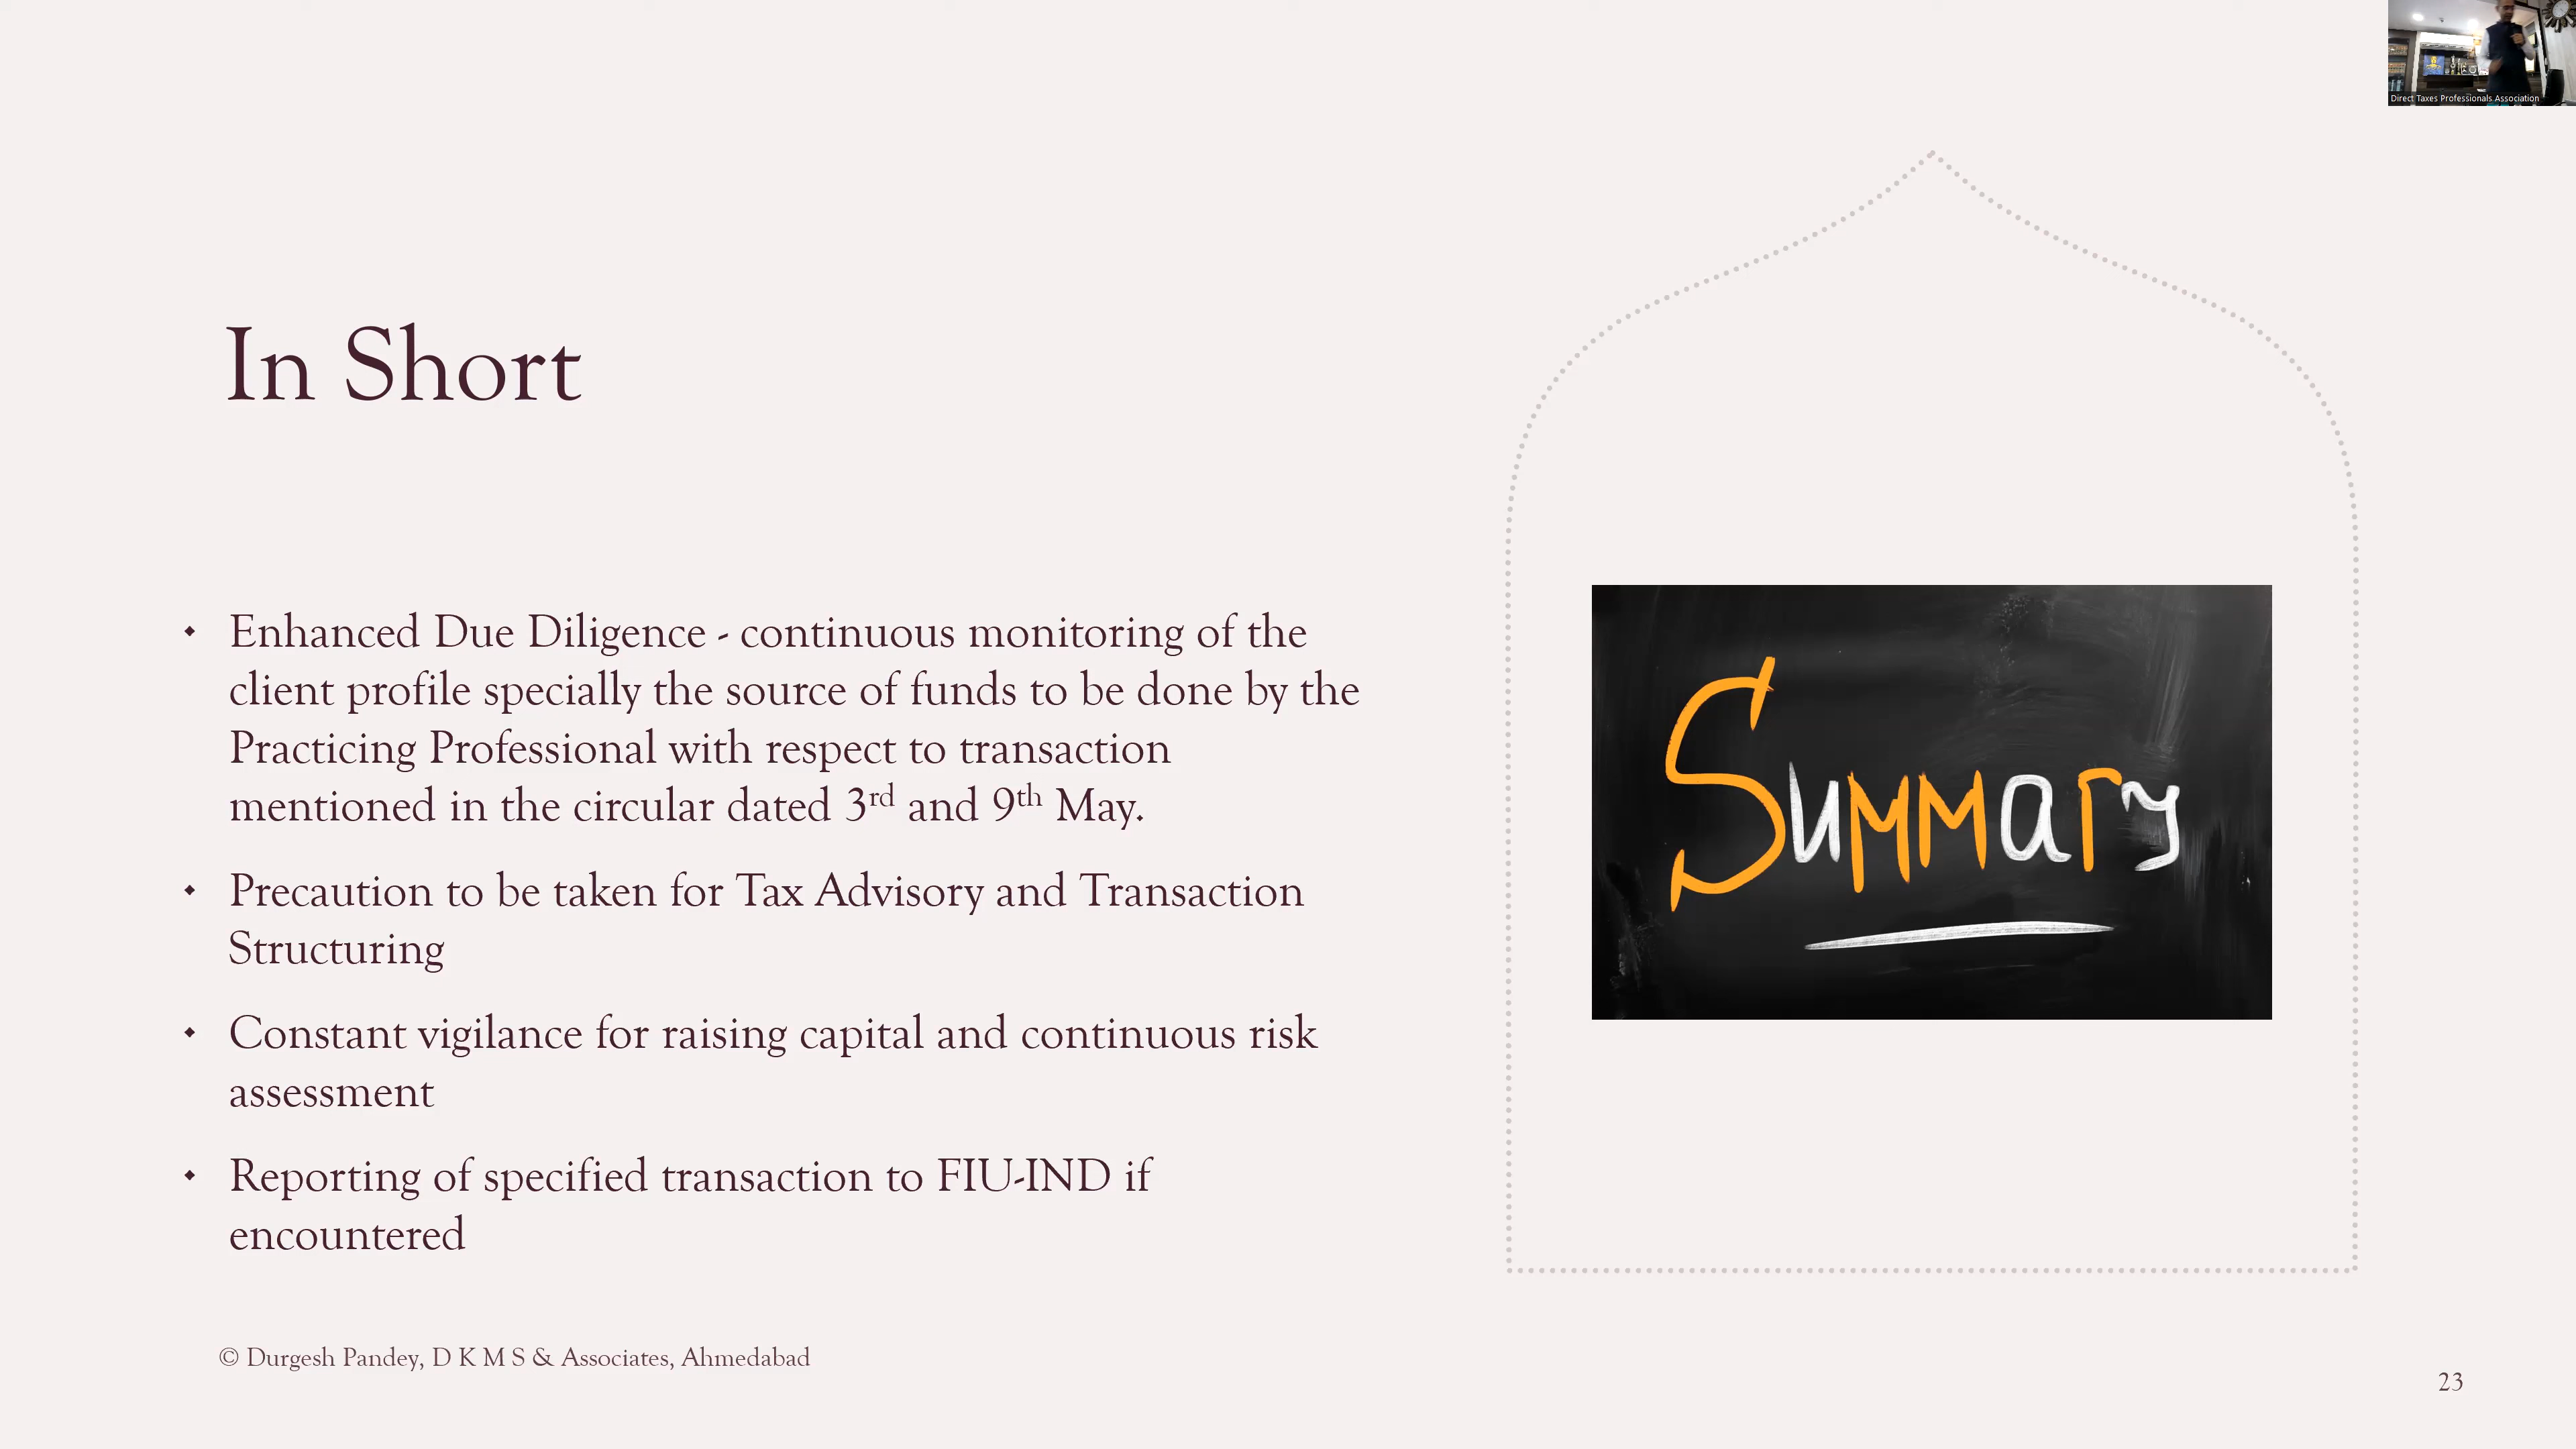 Direct Taxes Professionals Association
In Short
Enhanced Due Diligence - continuous monitoring of the
client profile specially the source of funds to be done by the
Practicing Professional with respect to transaction
mentioned in the circular dated 3rd and 9th May.
Precaution to be taken for Tax Advisory and Transaction
Structuring
Constant vigilance for raising capital and continuous risk
assessment
Reporting of specified transaction to FIU-IND if
encountered
Summary
© Durgesh Pandey, D K M S & Associates, Ahmedabad
23